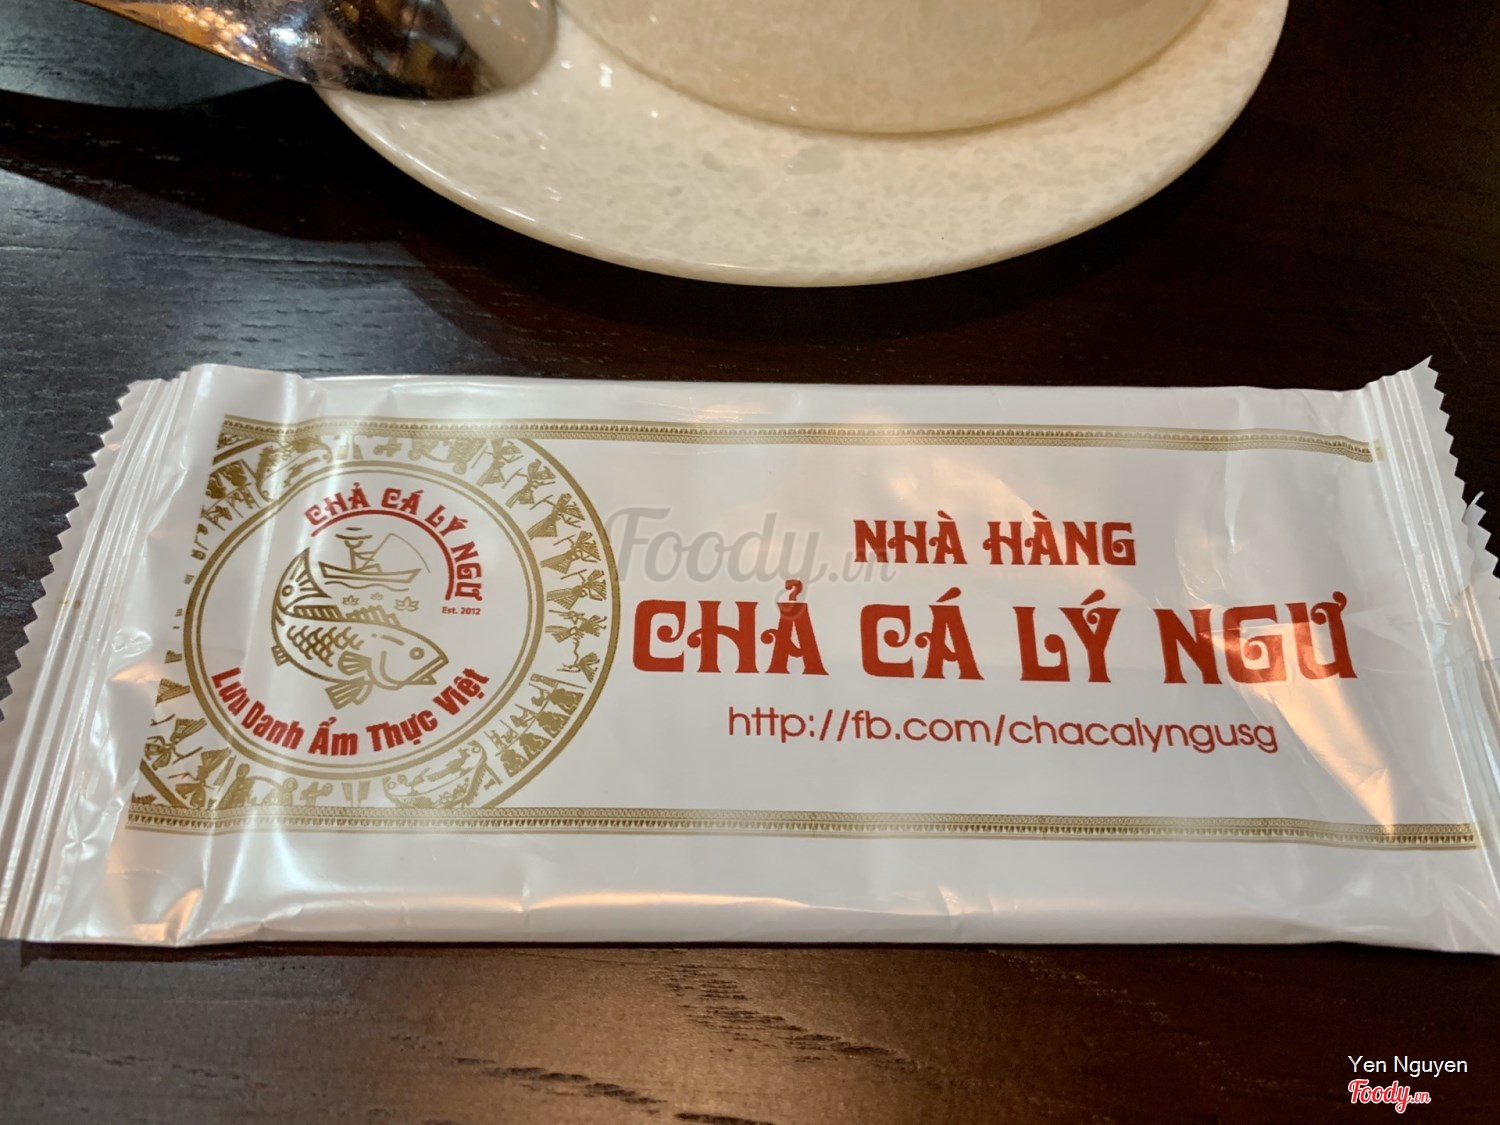 CHẢ CÁ LÝ NGƯ
Est. 2012
Lưu Danh Ẩm Thực Việt
NHÀ HÀNG
CHẢ CÁ LÝ NGƯ
http://fb.com/chacalyngusg
Foody.vn
Yen Nguyen
Foody.vn